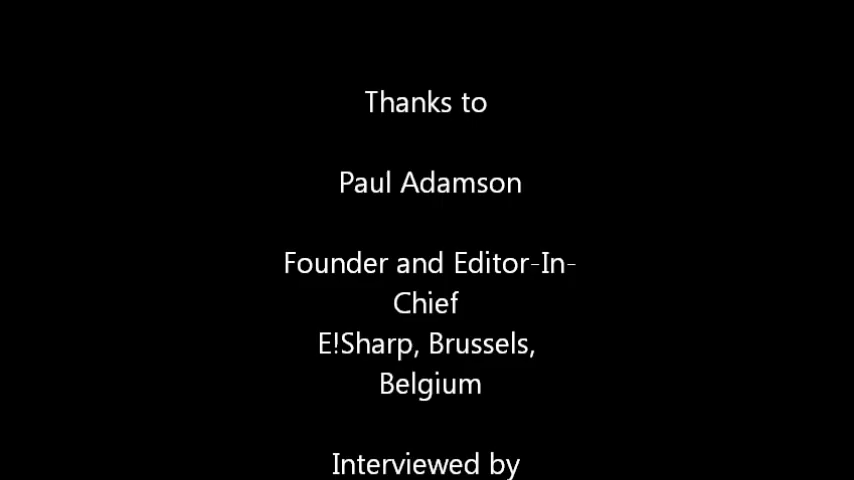 Thanks to
Paul Adamson
Founder and Editor-In-
Chief
E!Sharp, Brussels,
Belgium
Interviewed by